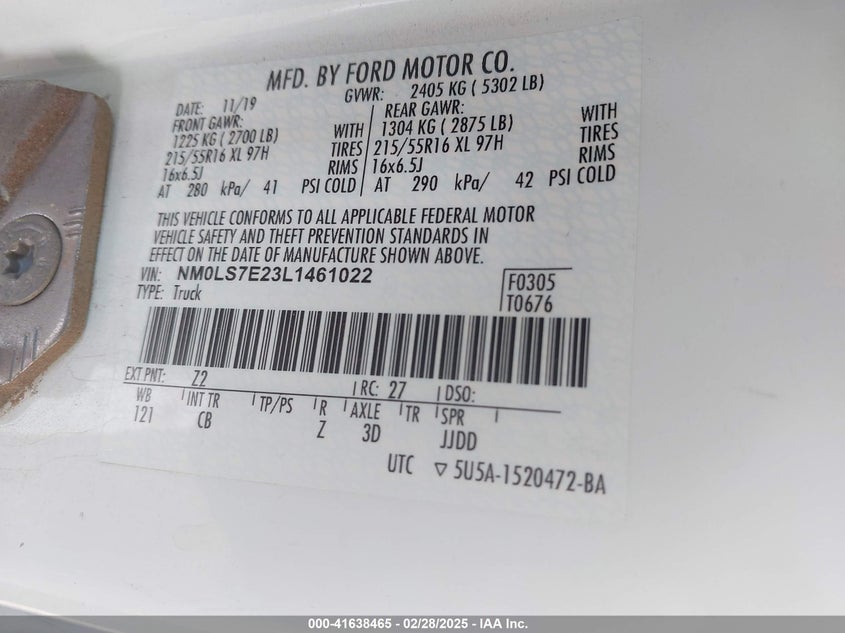 MFD. BY FORD MOTOR CO.
DATE: 11/19
GVWR: 2405 KG ( 5302 LB)
FRONT GAWR:
1225 KG ( 2700 LB) WITH
215/55R16 XL 97H TIRES
16x6.5J RIMS
AT 280 kPa/ 41 PSI COLD
REAR GAWR:
1304 KG ( 2875 LB) WITH
215/55R16 XL 97H TIRES
16x6.5J RIMS
AT 290 kPa/ 42 PSI COLD
THIS VEHICLE CONFORMS TO ALL APPLICABLE FEDERAL MOTOR
VEHICLE SAFETY AND THEFT PREVENTION STANDARDS IN
EFFECT ON THE DATE OF MANUFACTURE SHOWN ABOVE.
VIN: NM0LS7E23L1461022
TYPE: Truck
F0305
T0676
EXT PNT: Z2 RC: 27 DSO:
WB INT TR TP/PS R AXLE TR SPR
121 CB Z 3D JJDD
UTC ▽ 5U5A-1520472-BA
000-41638465 - 02/28/2025 - IAA Inc.